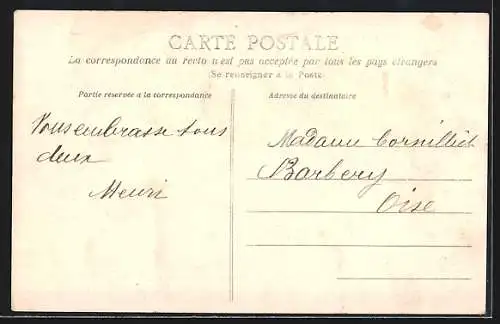 CARTE POSTALE
La correspondance au recto n'est pas acceptée par tous les pays étrangers
(Se renseigner à la Poste)
Partie réservée à la correspondance
Vous embrasse tous
deux
Henri
Adresse du destinataire
Madame Cornilliet
Barbery
Oise